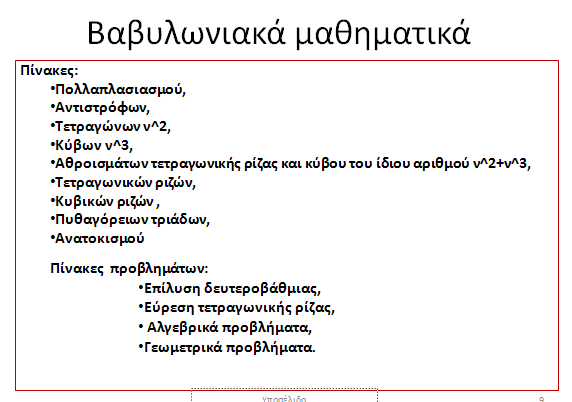 Βαβυλωνιακά μαθηματικά
Πίνακες:
•Πολλαπλασιασμού,
•Αντιστρόφων,
•Τετραγώνων ν^2,
•Κύβων ν^3,
•Αθροισμάτων τετραγωνικής ρίζας και κύβου του ίδιου αριθμού ν^2+ν^3,
•Τετραγωνικών ριζών,
•Κυβικών ριζών ,
•Πυθαγόρειων τριάδων,
•Ανατοκισμού
Πίνακες προβλημάτων:
•Επίλυση δευτεροβάθμιας,
•Εύρεση τετραγωνικής ρίζας,
• Αλγεβρικά προβλήματα,
•Γεωμετρικά προβλήματα.
Υποσέλιδο
9